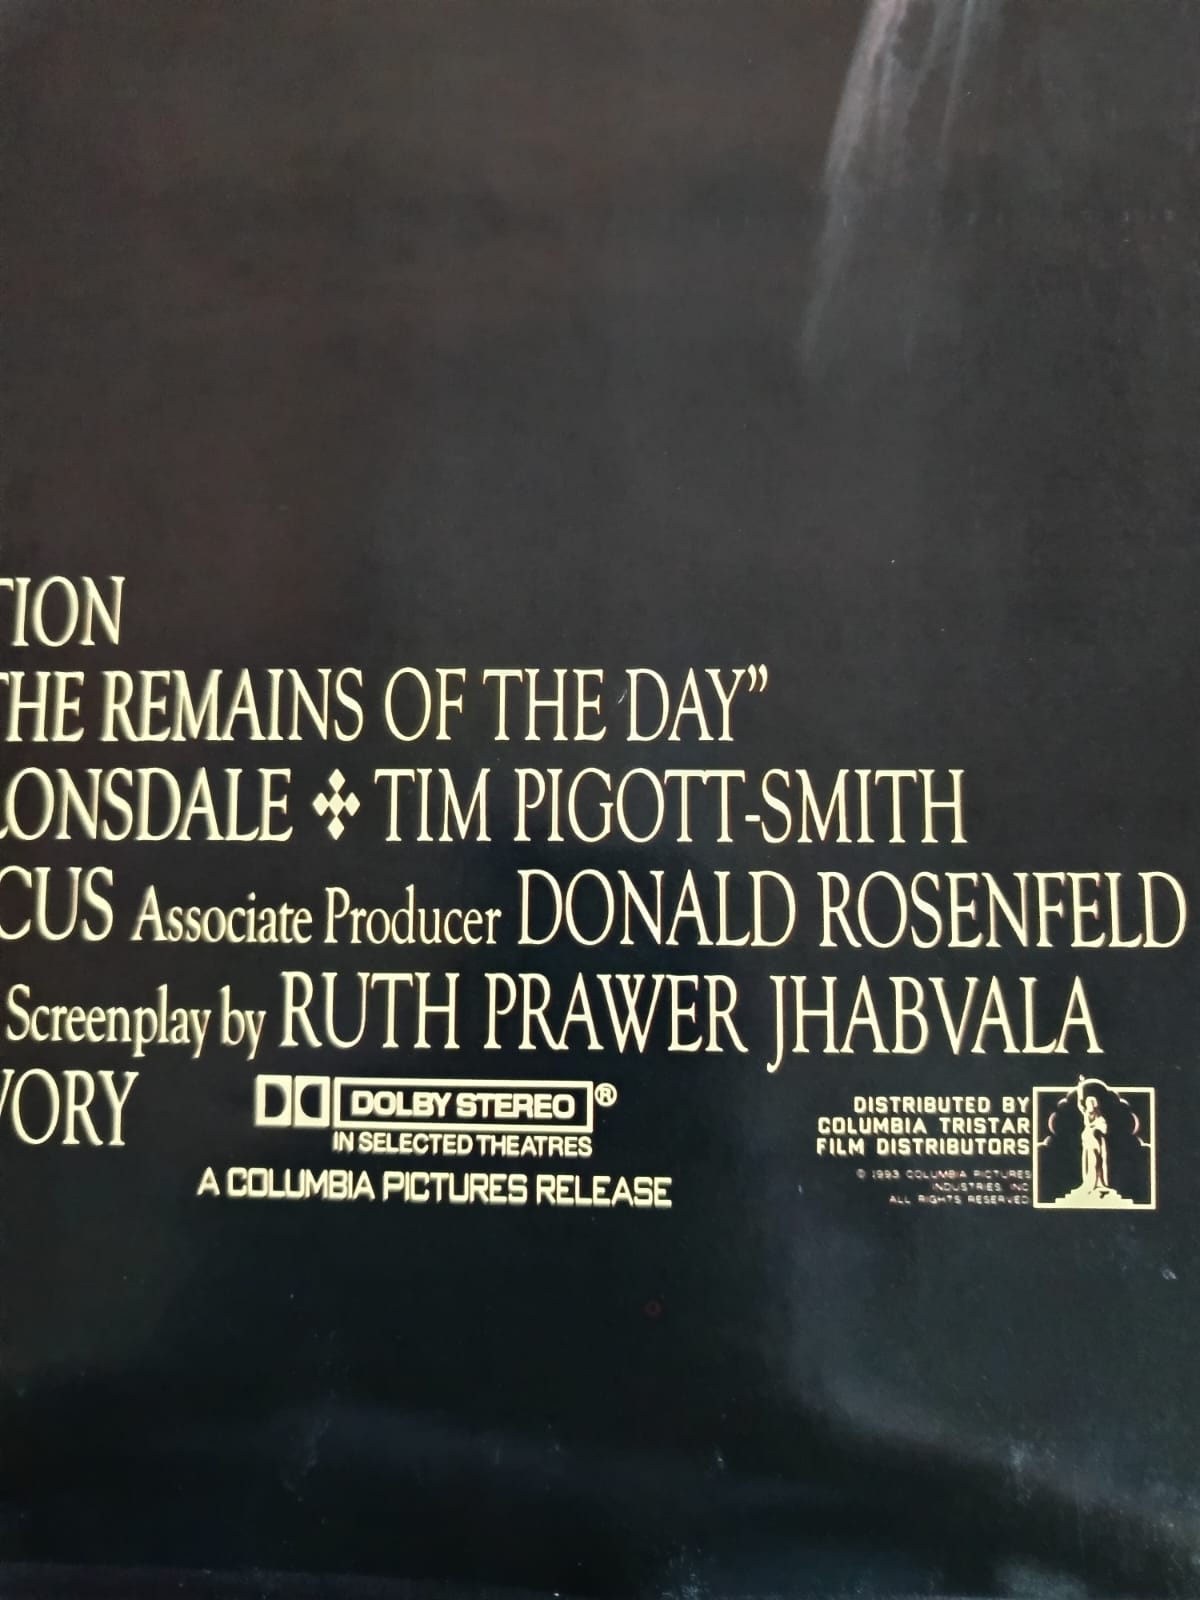 TION
THE REMAINS OF THE DAY”
LONSDALE TIM PIGOTT-SMITH
CUS Associate Producer DONALD ROSENFELD
Screenplay by RUTH PRAWER JHABVALA
VORY
DOLBY STEREO ®
IN SELECTED THEATRES
A COLUMBIA PICTURES RELEASE
DISTRIBUTED BY
COLUMBIA TRISTAR
FILM DISTRIBUTORS
© 1993 COLUMBIA PICTURES
INDUSTRIES, INC.
ALL RIGHTS RESERVED